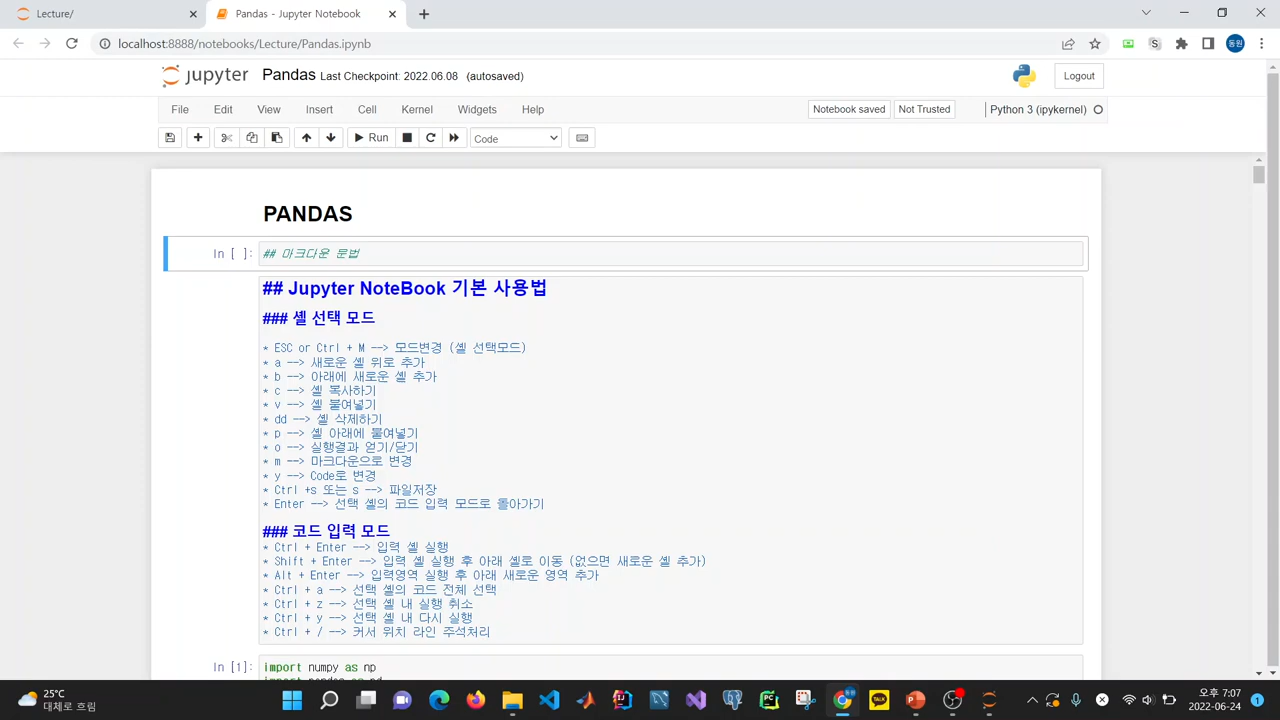 Lecture/
Pandas - Jupyter Notebook
localhost:8888/notebooks/Lecture/Pandas.ipynb
동원
jupyter Pandas Last Checkpoint: 2022.06.08 (autosaved)
Logout
File Edit View Insert Cell Kernel Widgets Help
Notebook saved Not Trusted Python 3 (ipykernel)
Run Code
PANDAS
In [ ]: ## 마크다운 문법
## Jupyter NoteBook 기본 사용법
### 셀 선택 모드
* ESC or Ctrl + M --> 모드변경 (셀 선택모드)
* a --> 새로운 셀 위로 추가
* b --> 아래에 새로운 셀 추가
* c --> 셀 복사하기
* v --> 셀 붙여넣기
* dd --> 셀 삭제하기
* p --> 셀 아래에 붙여넣기
* o --> 실행결과 얻기/닫기
* m --> 마크다운으로 변경
* y --> Code로 변경
* Ctrl +s 또는 s --> 파일저장
* Enter --> 선택 셀의 코드 입력 모드로 돌아가기
### 코드 입력 모드
* Ctrl + Enter --> 입력 셀 실행
* Shift + Enter --> 입력 셀 실행 후 아래 셀로 이동 (없으면 새로운 셀 추가)
* Alt + Enter --> 입력영역 실행 후 아래 새로운 영역 추가
* Ctrl + a --> 선택 셀의 코드 전체 선택
* Ctrl + z --> 선택 셀 내 실행 취소
* Ctrl + y --> 선택 셀 내 다시 실행
* Ctrl + / --> 커서 위치 라인 주석처리
In [1]: import numpy as np
import pandas as pd
25°C
대체로 흐림
오후 7:07
2022-06-24